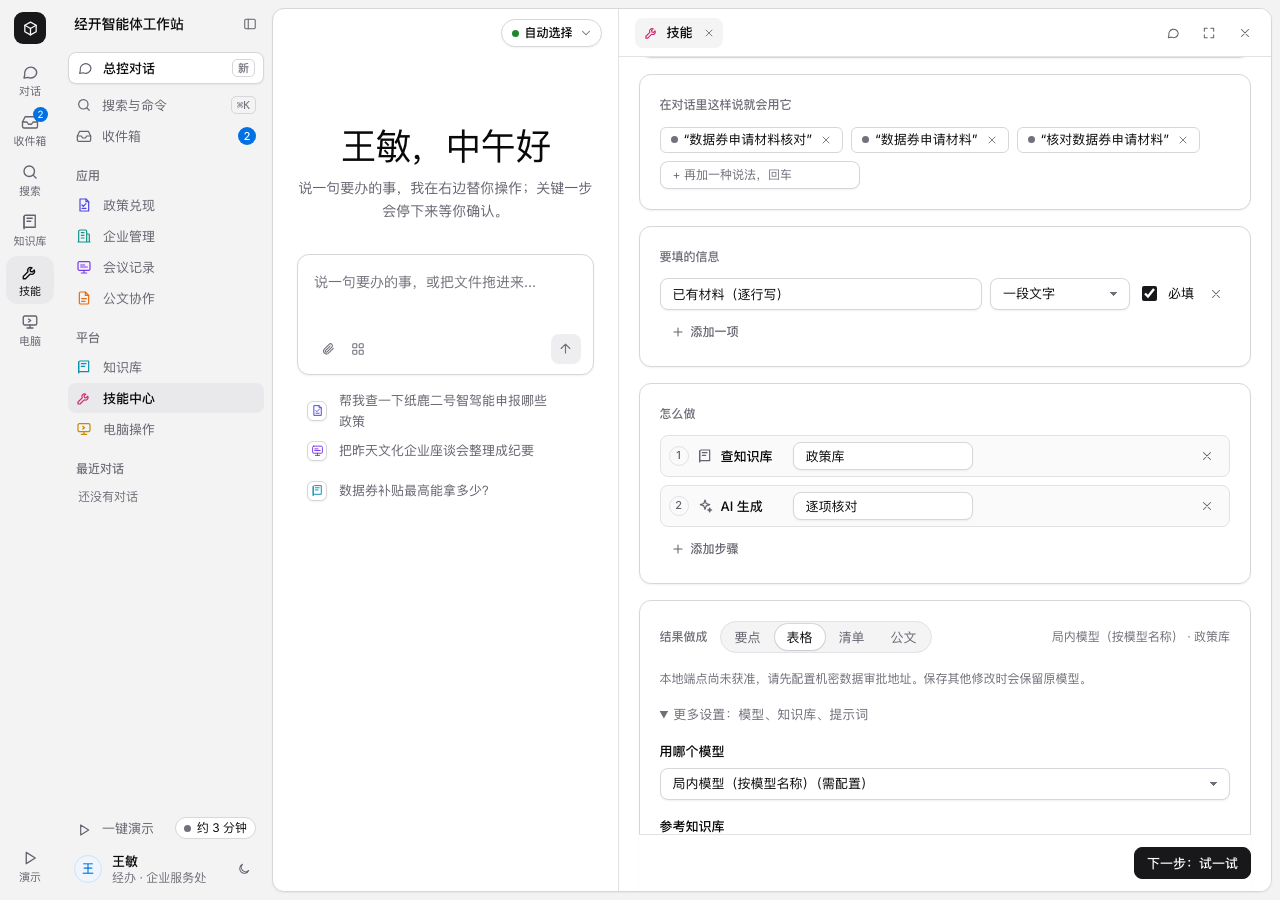 经开智能体工作站
总控对话
新
搜索与命令
⌘K
收件箱
2
应用
政策兑现
企业管理
会议记录
公文协作
平台
知识库
技能中心
电脑操作
最近对话
还没有对话
一键演示
约 3 分钟
王
王敏
经办 · 企业服务处
对话
2
收件箱
搜索
知识库
技能
电脑
演示
自动选择
王敏，中午好
说一句要办的事，我在右边替你操作；关键一步
会停下来等你确认。
说一句要办的事，或把文件拖进来...
帮我查一下纸鹿二号智驾能申报哪些
政策
把昨天文化企业座谈会整理成纪要
数据券补贴最高能拿多少?
技能
在对话里这样说就会用它
“数据券申请材料核对”
“数据券申请材料”
“核对数据券申请材料”
+ 再加一种说法，回车
要填的信息
已有材料（逐行写）
一段文字
必填
添加一项
怎么做
1
查知识库
政策库
2
AI 生成
逐项核对
添加步骤
结果做成
要点
表格
清单
公文
局内模型（按模型名称） · 政策库
本地端点尚未获准，请先配置机密数据审批地址。保存其他修改时会保留原模型。
▼ 更多设置：模型、知识库、提示词
用哪个模型
局内模型（按模型名称）（需配置）
参考知识库
下一步：试一试